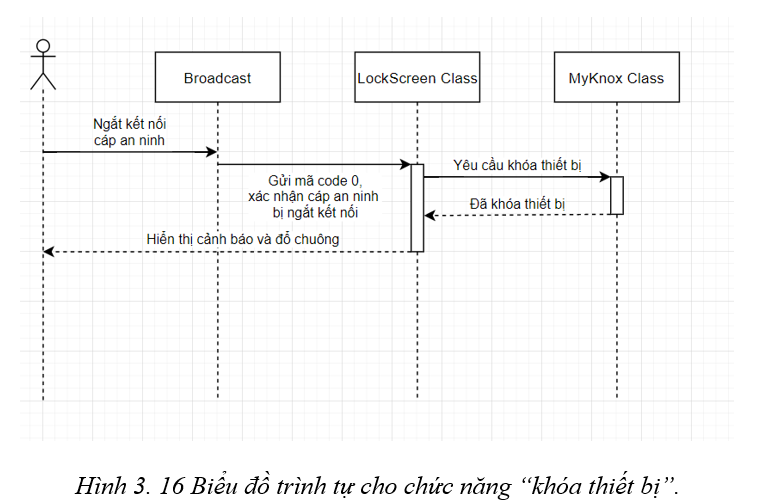 Broadcast
LockScreen Class
MyKnox Class
Ngắt kết nối
cáp an ninh
Gửi mã code 0,
xác nhận cáp an ninh
bị ngắt kết nối
Yêu cầu khóa thiết bị
Đã khóa thiết bị
Hiển thị cảnh báo và đổ chuông
Hình 3. 16 Biểu đồ trình tự cho chức năng “khóa thiết bị”.